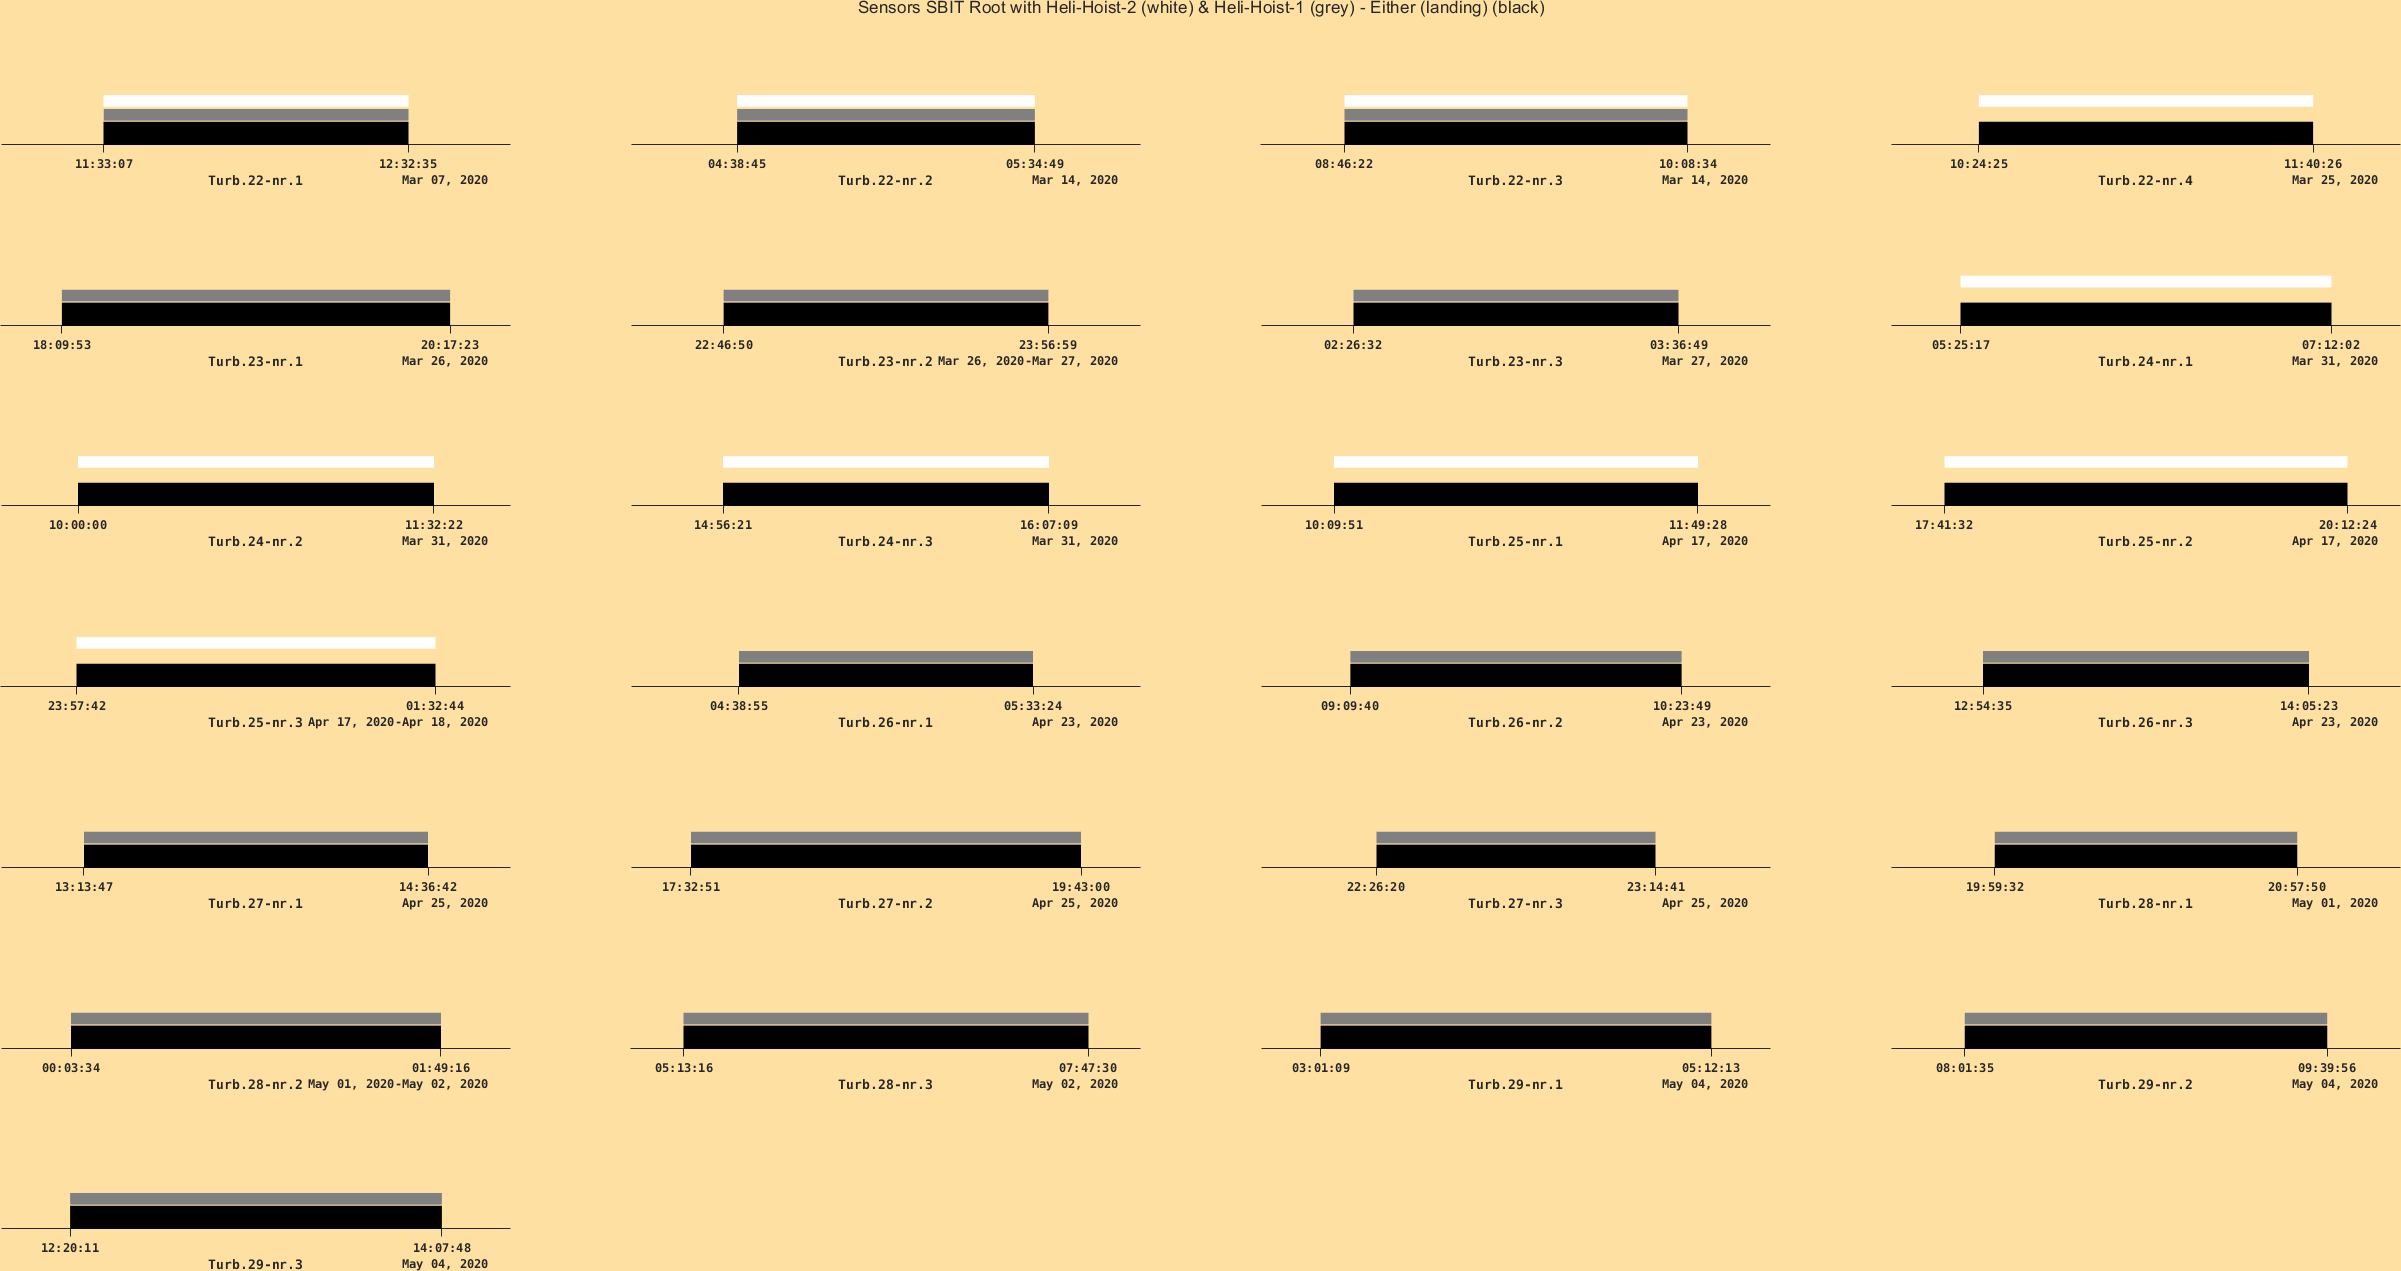 Sensors SBIT Root with Heli-Hoist-2 (white) & Heli-Hoist-1 (grey) - Either (landing) (black)
11:33:07 12:32:35
Turb.22-nr.1 Mar 07, 2020
04:38:45 05:34:49
Turb.22-nr.2 Mar 14, 2020
08:46:22 10:08:34
Turb.22-nr.3 Mar 14, 2020
10:24:25 11:40:26
Turb.22-nr.4 Mar 25, 2020
18:09:53 20:17:23
Turb.23-nr.1 Mar 26, 2020
22:46:50 23:56:59
Turb.23-nr.2 Mar 26, 2020-Mar 27, 2020
02:26:32 03:36:49
Turb.23-nr.3 Mar 27, 2020
05:25:17 07:12:02
Turb.24-nr.1 Mar 31, 2020
10:00:00 11:32:22
Turb.24-nr.2 Mar 31, 2020
14:56:21 16:07:09
Turb.24-nr.3 Mar 31, 2020
10:09:51 11:49:28
Turb.25-nr.1 Apr 17, 2020
17:41:32 20:12:24
Turb.25-nr.2 Apr 17, 2020
23:57:42 01:32:44
Turb.25-nr.3 Apr 17, 2020-Apr 18, 2020
04:38:55 05:33:24
Turb.26-nr.1 Apr 23, 2020
09:09:40 10:23:49
Turb.26-nr.2 Apr 23, 2020
12:54:35 14:05:23
Turb.26-nr.3 Apr 23, 2020
13:13:47 14:36:42
Turb.27-nr.1 Apr 25, 2020
17:32:51 19:43:00
Turb.27-nr.2 Apr 25, 2020
22:26:20 23:14:41
Turb.27-nr.3 Apr 25, 2020
19:59:32 20:57:50
Turb.28-nr.1 May 01, 2020
00:03:34 01:49:16
Turb.28-nr.2 May 01, 2020-May 02, 2020
05:13:16 07:47:30
Turb.28-nr.3 May 02, 2020
03:01:09 05:12:13
Turb.29-nr.1 May 04, 2020
08:01:35 09:39:56
Turb.29-nr.2 May 04, 2020
12:20:11 14:07:48
Turb.29-nr.3 May 04, 2020